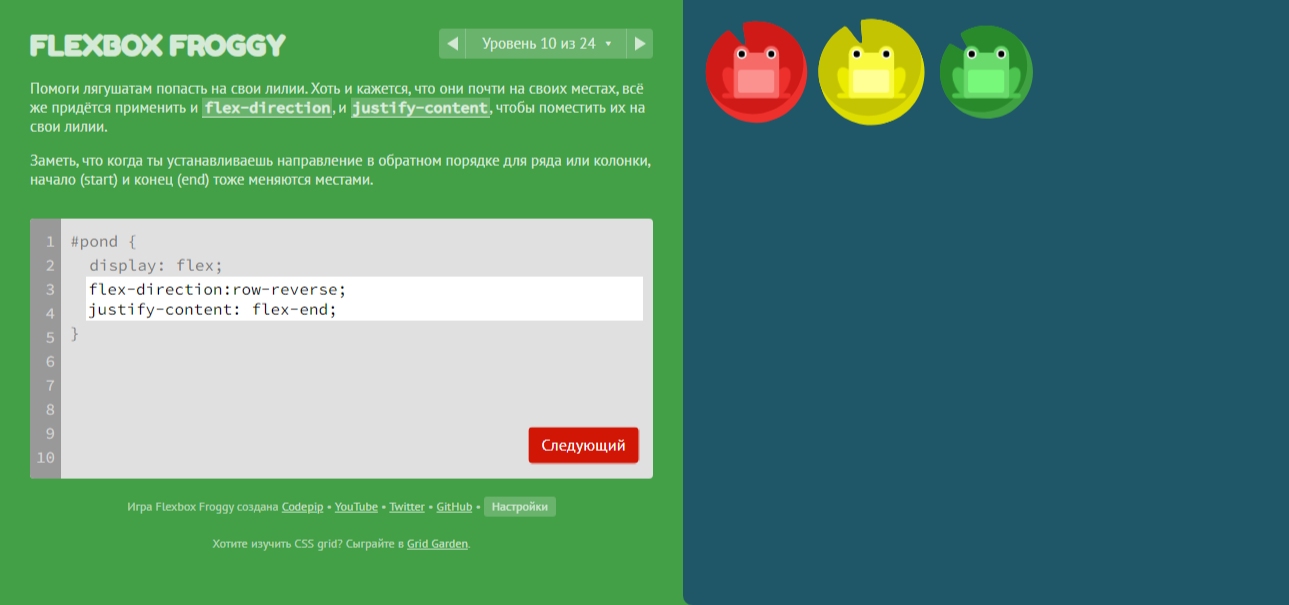 FLEXBOX FROGGY
◀ Уровень 10 из 24 ▾ ▶
Помоги лягушатам попасть на свои лилии. Хоть и кажется, что они почти на своих местах, всё
же придётся применить и flex-direction, и justify-content, чтобы поместить их на
свои лилии.
Заметь, что когда ты устанавливаешь направление в обратном порядке для ряда или колонки,
начало (start) и конец (end) тоже меняются местами.
1 #pond {
2 display: flex;
3 flex-direction:row-reverse;
4 justify-content: flex-end;
5 }
6
7
8
9
10
Следующий
Игра Flexbox Froggy создана Codepip • YouTube • Twitter • GitHub • Настройки
Хотите изучить CSS grid? Сыграйте в Grid Garden.